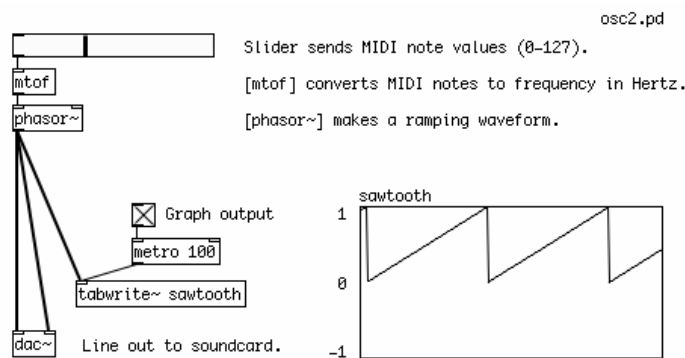 osc2.pd
Slider sends MIDI note values (0-127).
mtof
[mtof] converts MIDI notes to frequency in Hertz.
phasor~
[phasor~] makes a ramping waveform.
sawtooth
Graph output
metro 100
tabwrite~ sawtooth
1
0
-1
dac~
Line out to soundcard.